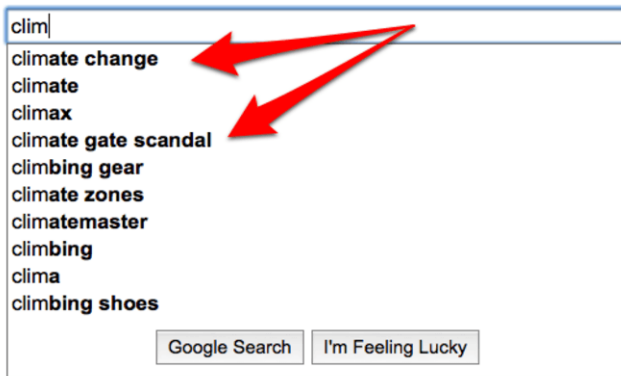 clim
climate change
climate
climax
climate gate scandal
climbing gear
climate zones
climatemaster
climbing
clima
climbing shoes
Google Search I'm Feeling Lucky